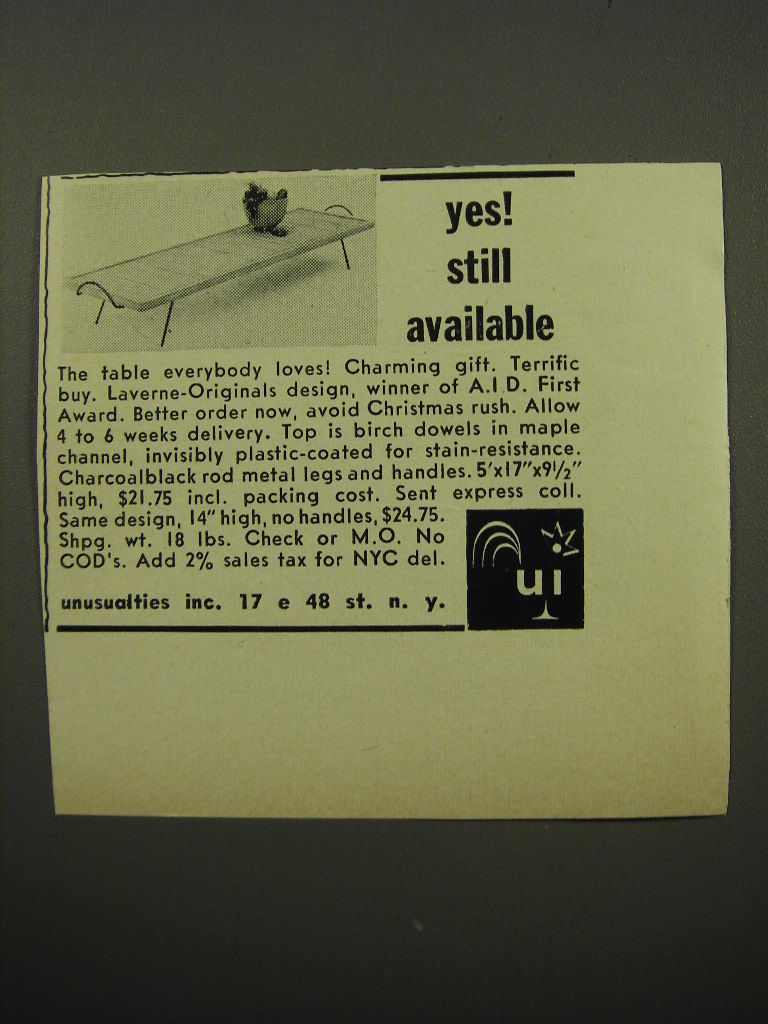 yes!
still
available
The table everybody loves! Charming gift. Terrific
buy. Laverne-Originals design, winner of A.I.D. First
Award. Better order now, avoid Christmas rush. Allow
4 to 6 weeks delivery. Top is birch dowels in maple
channel, invisibly plastic-coated for stain-resistance.
Charcoalblack rod metal legs and handles. 5'x17"x9½"
high, $21.75 incl. packing cost. Sent express coll.
Same design, 14" high, no handles, $24.75.
Shpg. wt. 18 lbs. Check or M.O. No
COD's. Add 2% sales tax for NYC del.
unusualties inc. 17 e 48 st. n. y.
ui